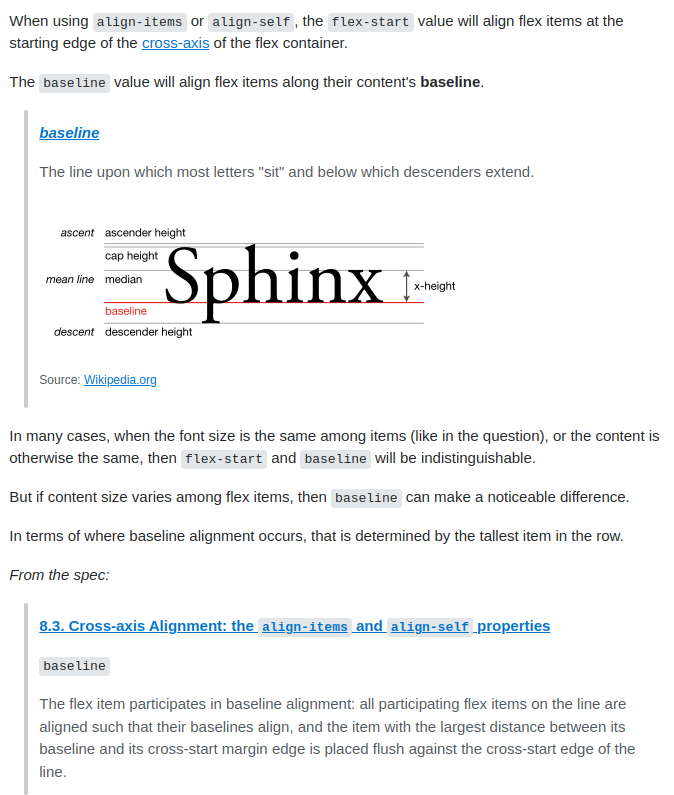 When using align-items or align-self, the flex-start value will align flex items at the
starting edge of the cross-axis of the flex container.
The baseline value will align flex items along their content's baseline.
baseline
The line upon which most letters "sit" and below which descenders extend.
ascent ascender height
cap height
mean line median
baseline
descent descender height
Sphinx
x-height
Source: Wikipedia.org
In many cases, when the font size is the same among items (like in the question), or the content is
otherwise the same, then flex-start and baseline will be indistinguishable.
But if content size varies among flex items, then baseline can make a noticeable difference.
In terms of where baseline alignment occurs, that is determined by the tallest item in the row.
From the spec:
8.3. Cross-axis Alignment: the align-items and align-self properties
baseline
The flex item participates in baseline alignment: all participating flex items on the line are
aligned such that their baselines align, and the item with the largest distance between its
baseline and its cross-start margin edge is placed flush against the cross-start edge of the
line.